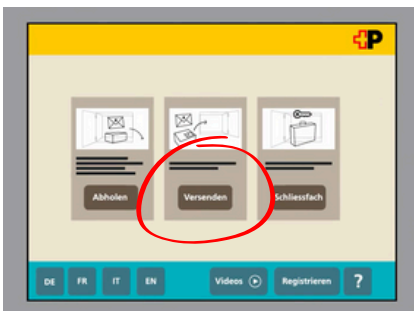 P
Abholen
Versenden
Schliessfach
DE FR IT EN Videos Registrieren ?